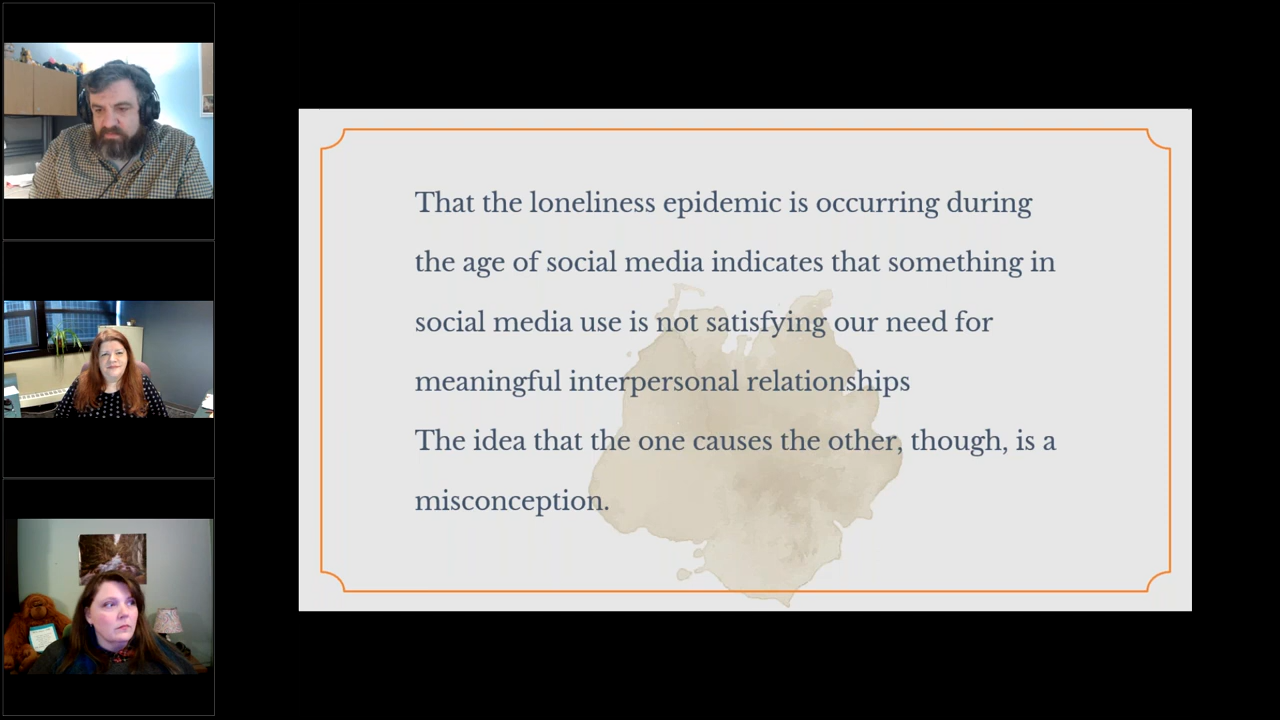 That the loneliness epidemic is occurring during
the age of social media indicates that something in
social media use is not satisfying our need for
meaningful interpersonal relationships
The idea that the one causes the other, though, is a
misconception.